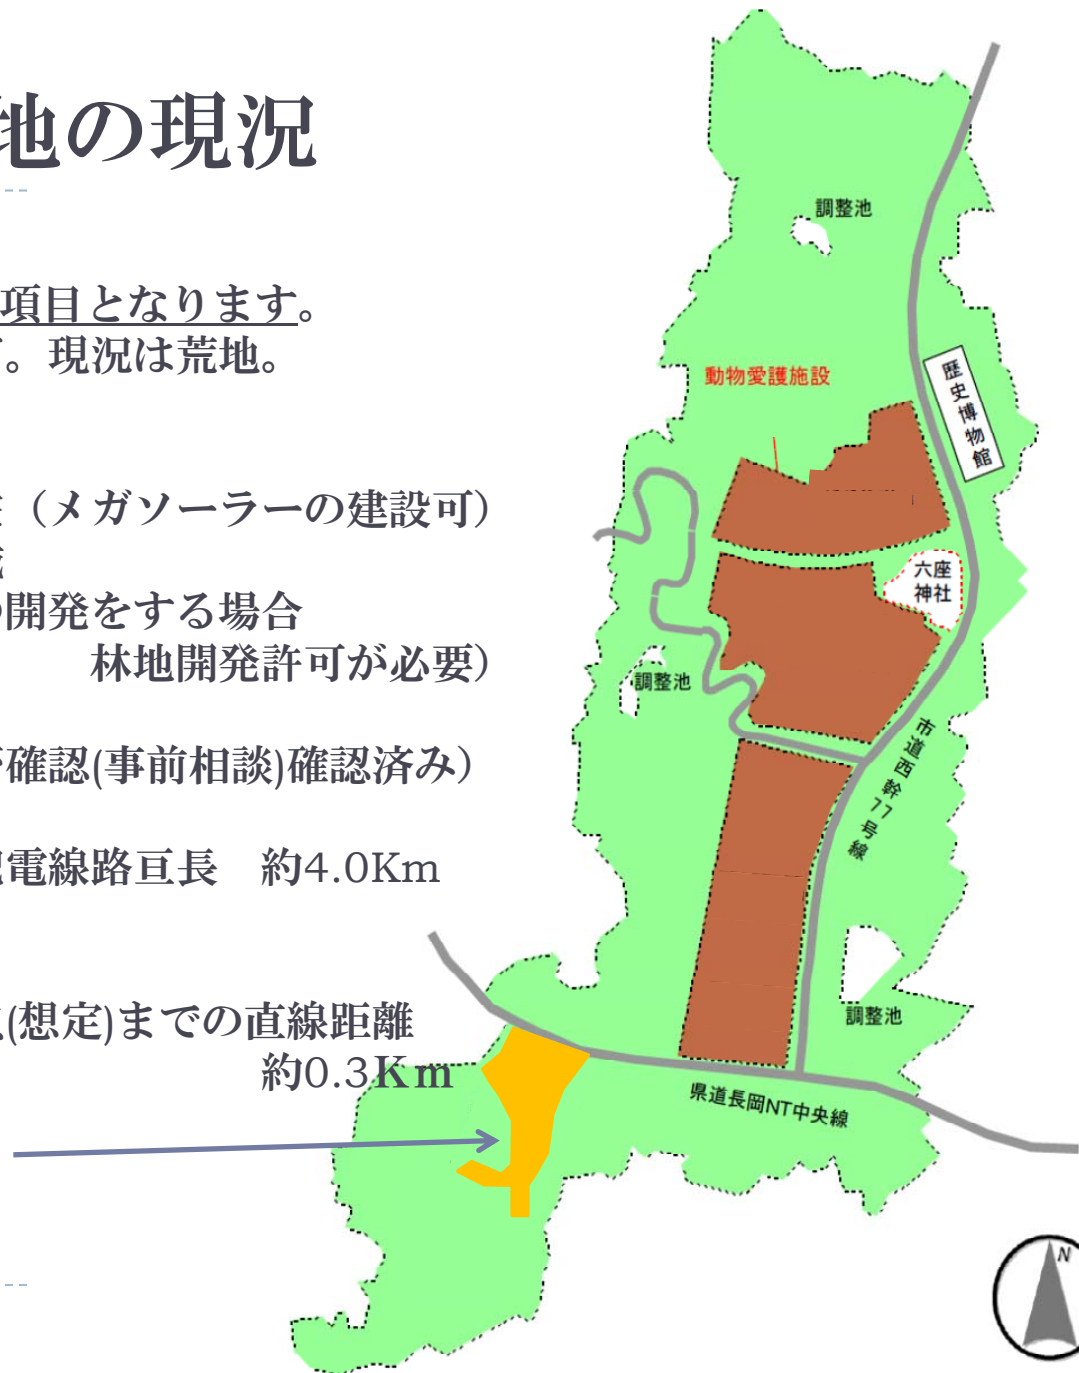 地の現況
項目となります。
。現況は荒地。
（メガソーラーの建設可）
開発をする場合
林地開発許可が必要）
確認(事前相談)確認済み）
電線路亘長　約4.0Km
(想定)までの直線距離
約0.3Km
調整池
動物愛護施設
歴史博物館
六座
神社
調整池
市道西幹77号線
調整池
県道長岡NT中央線
N